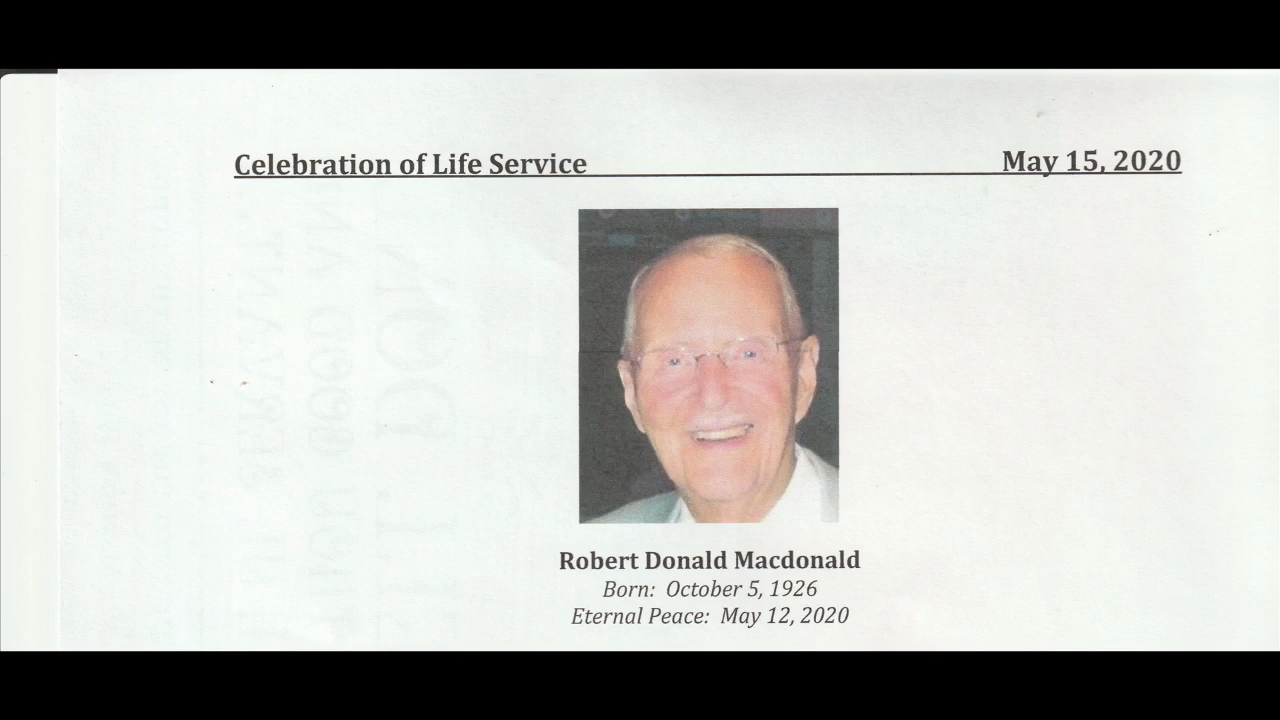 Celebration of Life Service May 15, 2020
Robert Donald Macdonald
Born: October 5, 1926
Eternal Peace: May 12, 2020